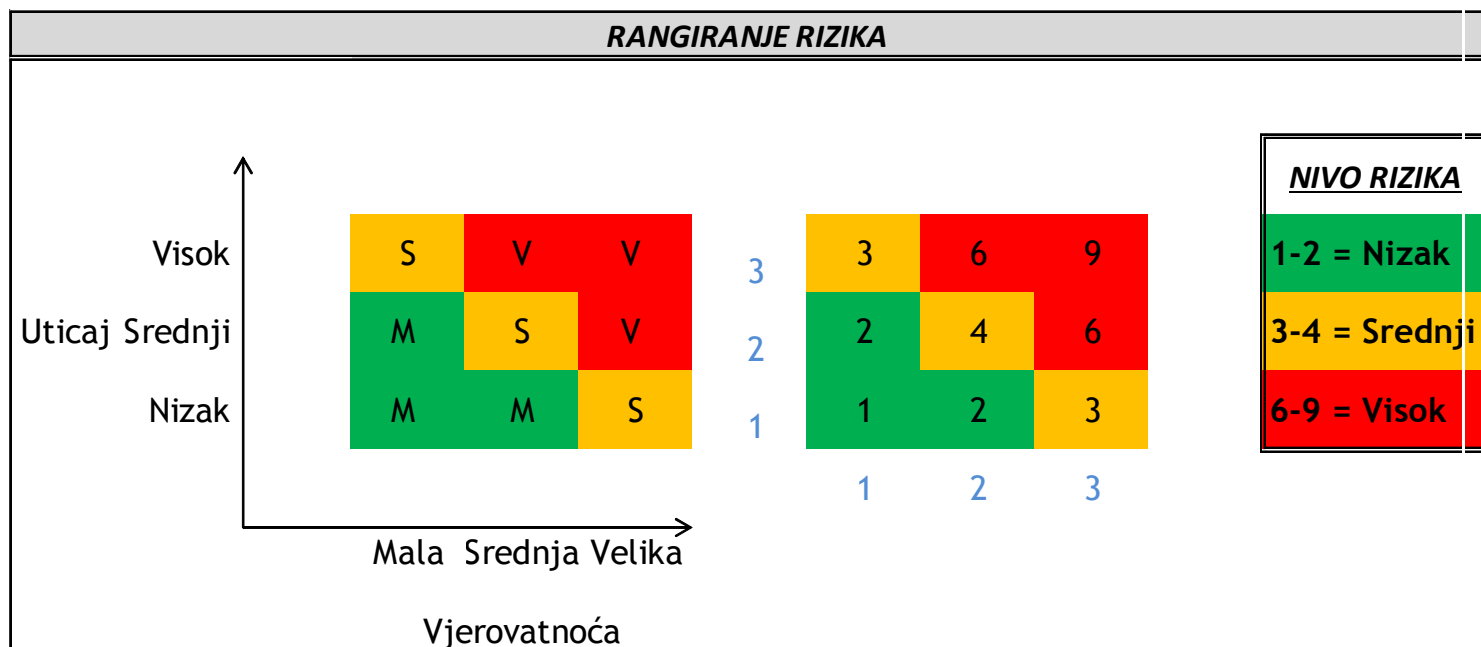 RANGIRANJE RIZIKA
NIVO RIZIKA
Visok S V V 3 3 6 9 1-2 = Nizak
Uticaj Srednji M S V 2 2 4 6 3-4 = Srednji
Nizak M M S 1 1 2 3 6-9 = Visok
1 2 3
Mala Srednja Velika
Vjerovatnoća